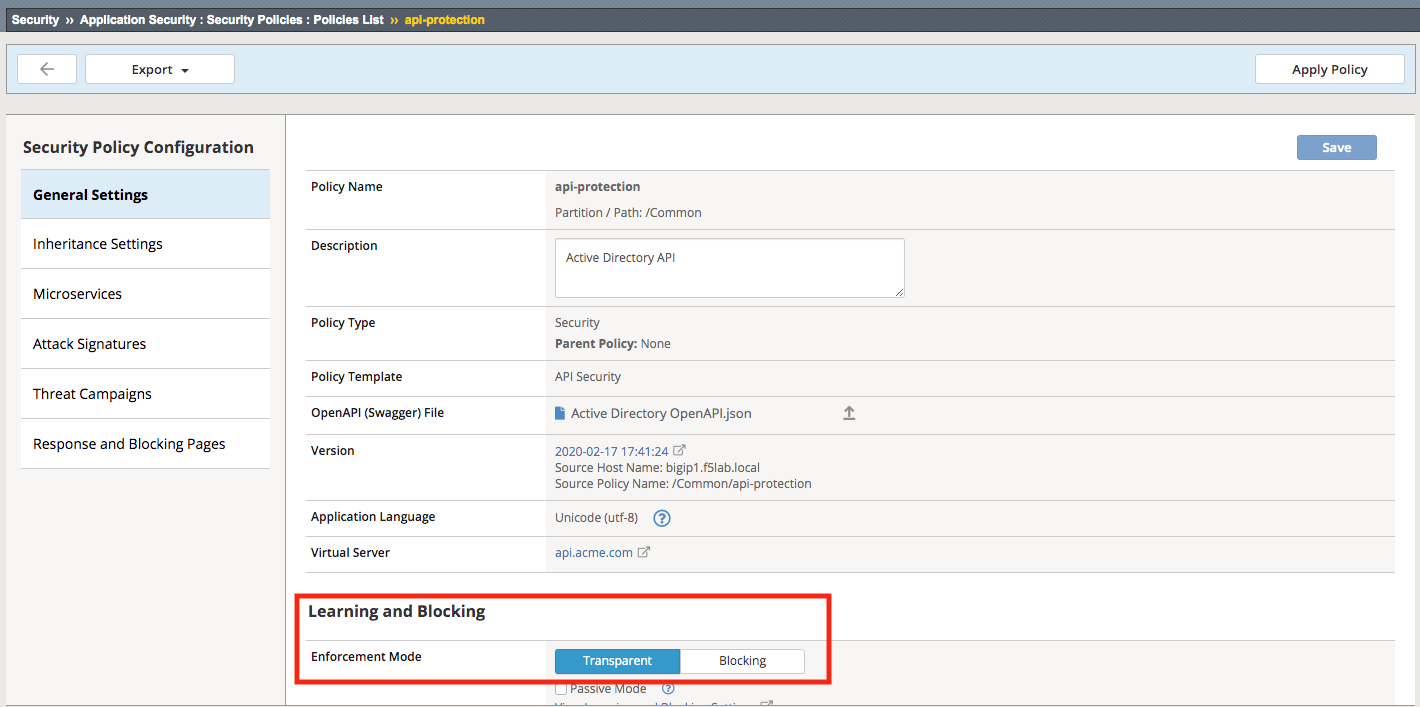 Security ›› Application Security : Security Policies : Policies List ›› api-protection
Export
Apply Policy
Security Policy Configuration
General Settings
Inheritance Settings
Microservices
Attack Signatures
Threat Campaigns
Response and Blocking Pages
Save
Policy Name
api-protection
Partition / Path: /Common
Description
Active Directory API
Policy Type
Security
Parent Policy: None
Policy Template
API Security
OpenAPI (Swagger) File
Active Directory OpenAPI.json
Version
2020-02-17 17:41:24
Source Host Name: bigip1.f5lab.local
Source Policy Name: /Common/api-protection
Application Language
Unicode (utf-8) ?
Virtual Server
api.acme.com
Learning and Blocking
Enforcement Mode
Transparent
Blocking
Passive Mode ?